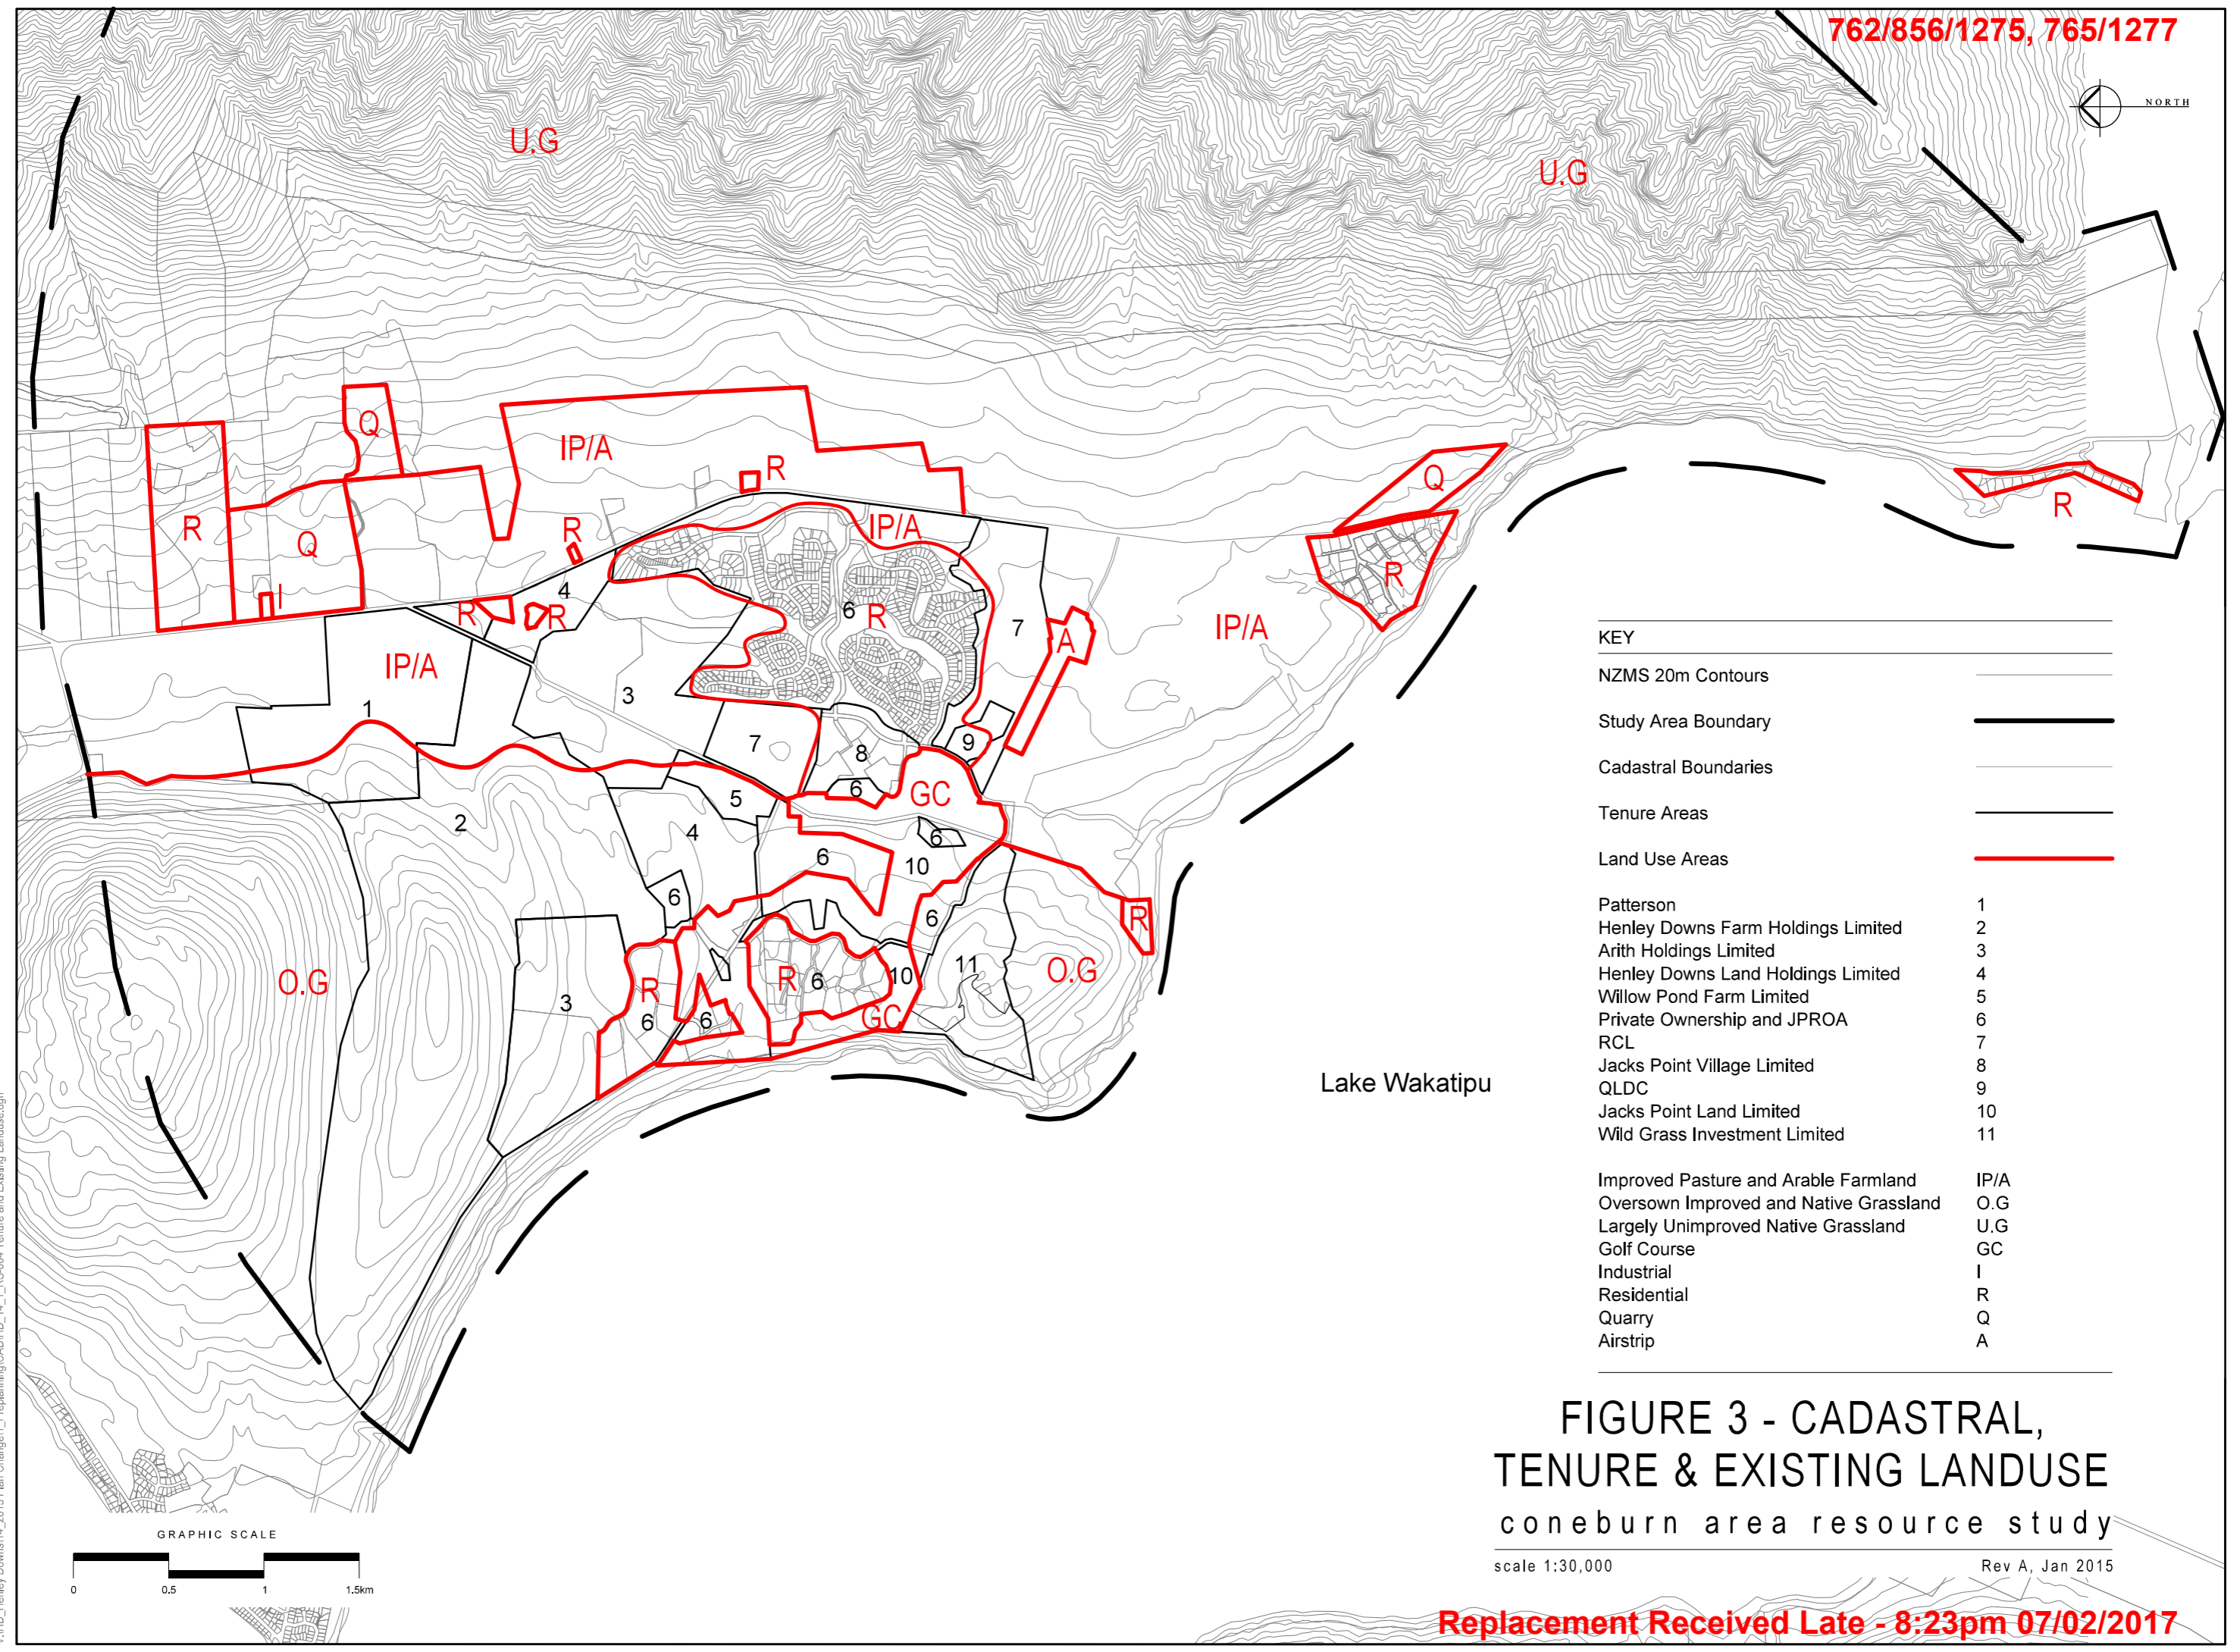 762/856/1275, 765/1277
NORTH
U.G
U.G
Q
IP/A
R
Q
R
IP/A
R
R
Q
R
4
6
R
R
I
R
R
7
A
IP/A
IP/A
1
3
7
8
9
6
GC
5
2
4
6
6
10
6
6
R
O.G
R
R
6
10
11
O.G
3
6
6
GC
Lake Wakatipu
KEY
NZMS 20m Contours
Study Area Boundary
Cadastral Boundaries
Tenure Areas
Land Use Areas
Patterson 1
Henley Downs Farm Holdings Limited 2
Arith Holdings Limited 3
Henley Downs Land Holdings Limited 4
Willow Pond Farm Limited 5
Private Ownership and JPROA 6
RCL 7
Jacks Point Village Limited 8
QLDC 9
Jacks Point Land Limited 10
Wild Grass Investment Limited 11
Improved Pasture and Arable Farmland IP/A
Oversown Improved and Native Grassland O.G
Largely Unimproved Native Grassland U.G
Golf Course GC
Industrial I
Residential R
Quarry Q
Airstrip A
FIGURE 3 - CADASTRAL,
TENURE & EXISTING LANDUSE
coneburn area resource study
scale 1:30,000 Rev A, Jan 2015
GRAPHIC SCALE
0 0.5 1 1.5km
Replacement Received Late - 8:23pm 07/02/2017